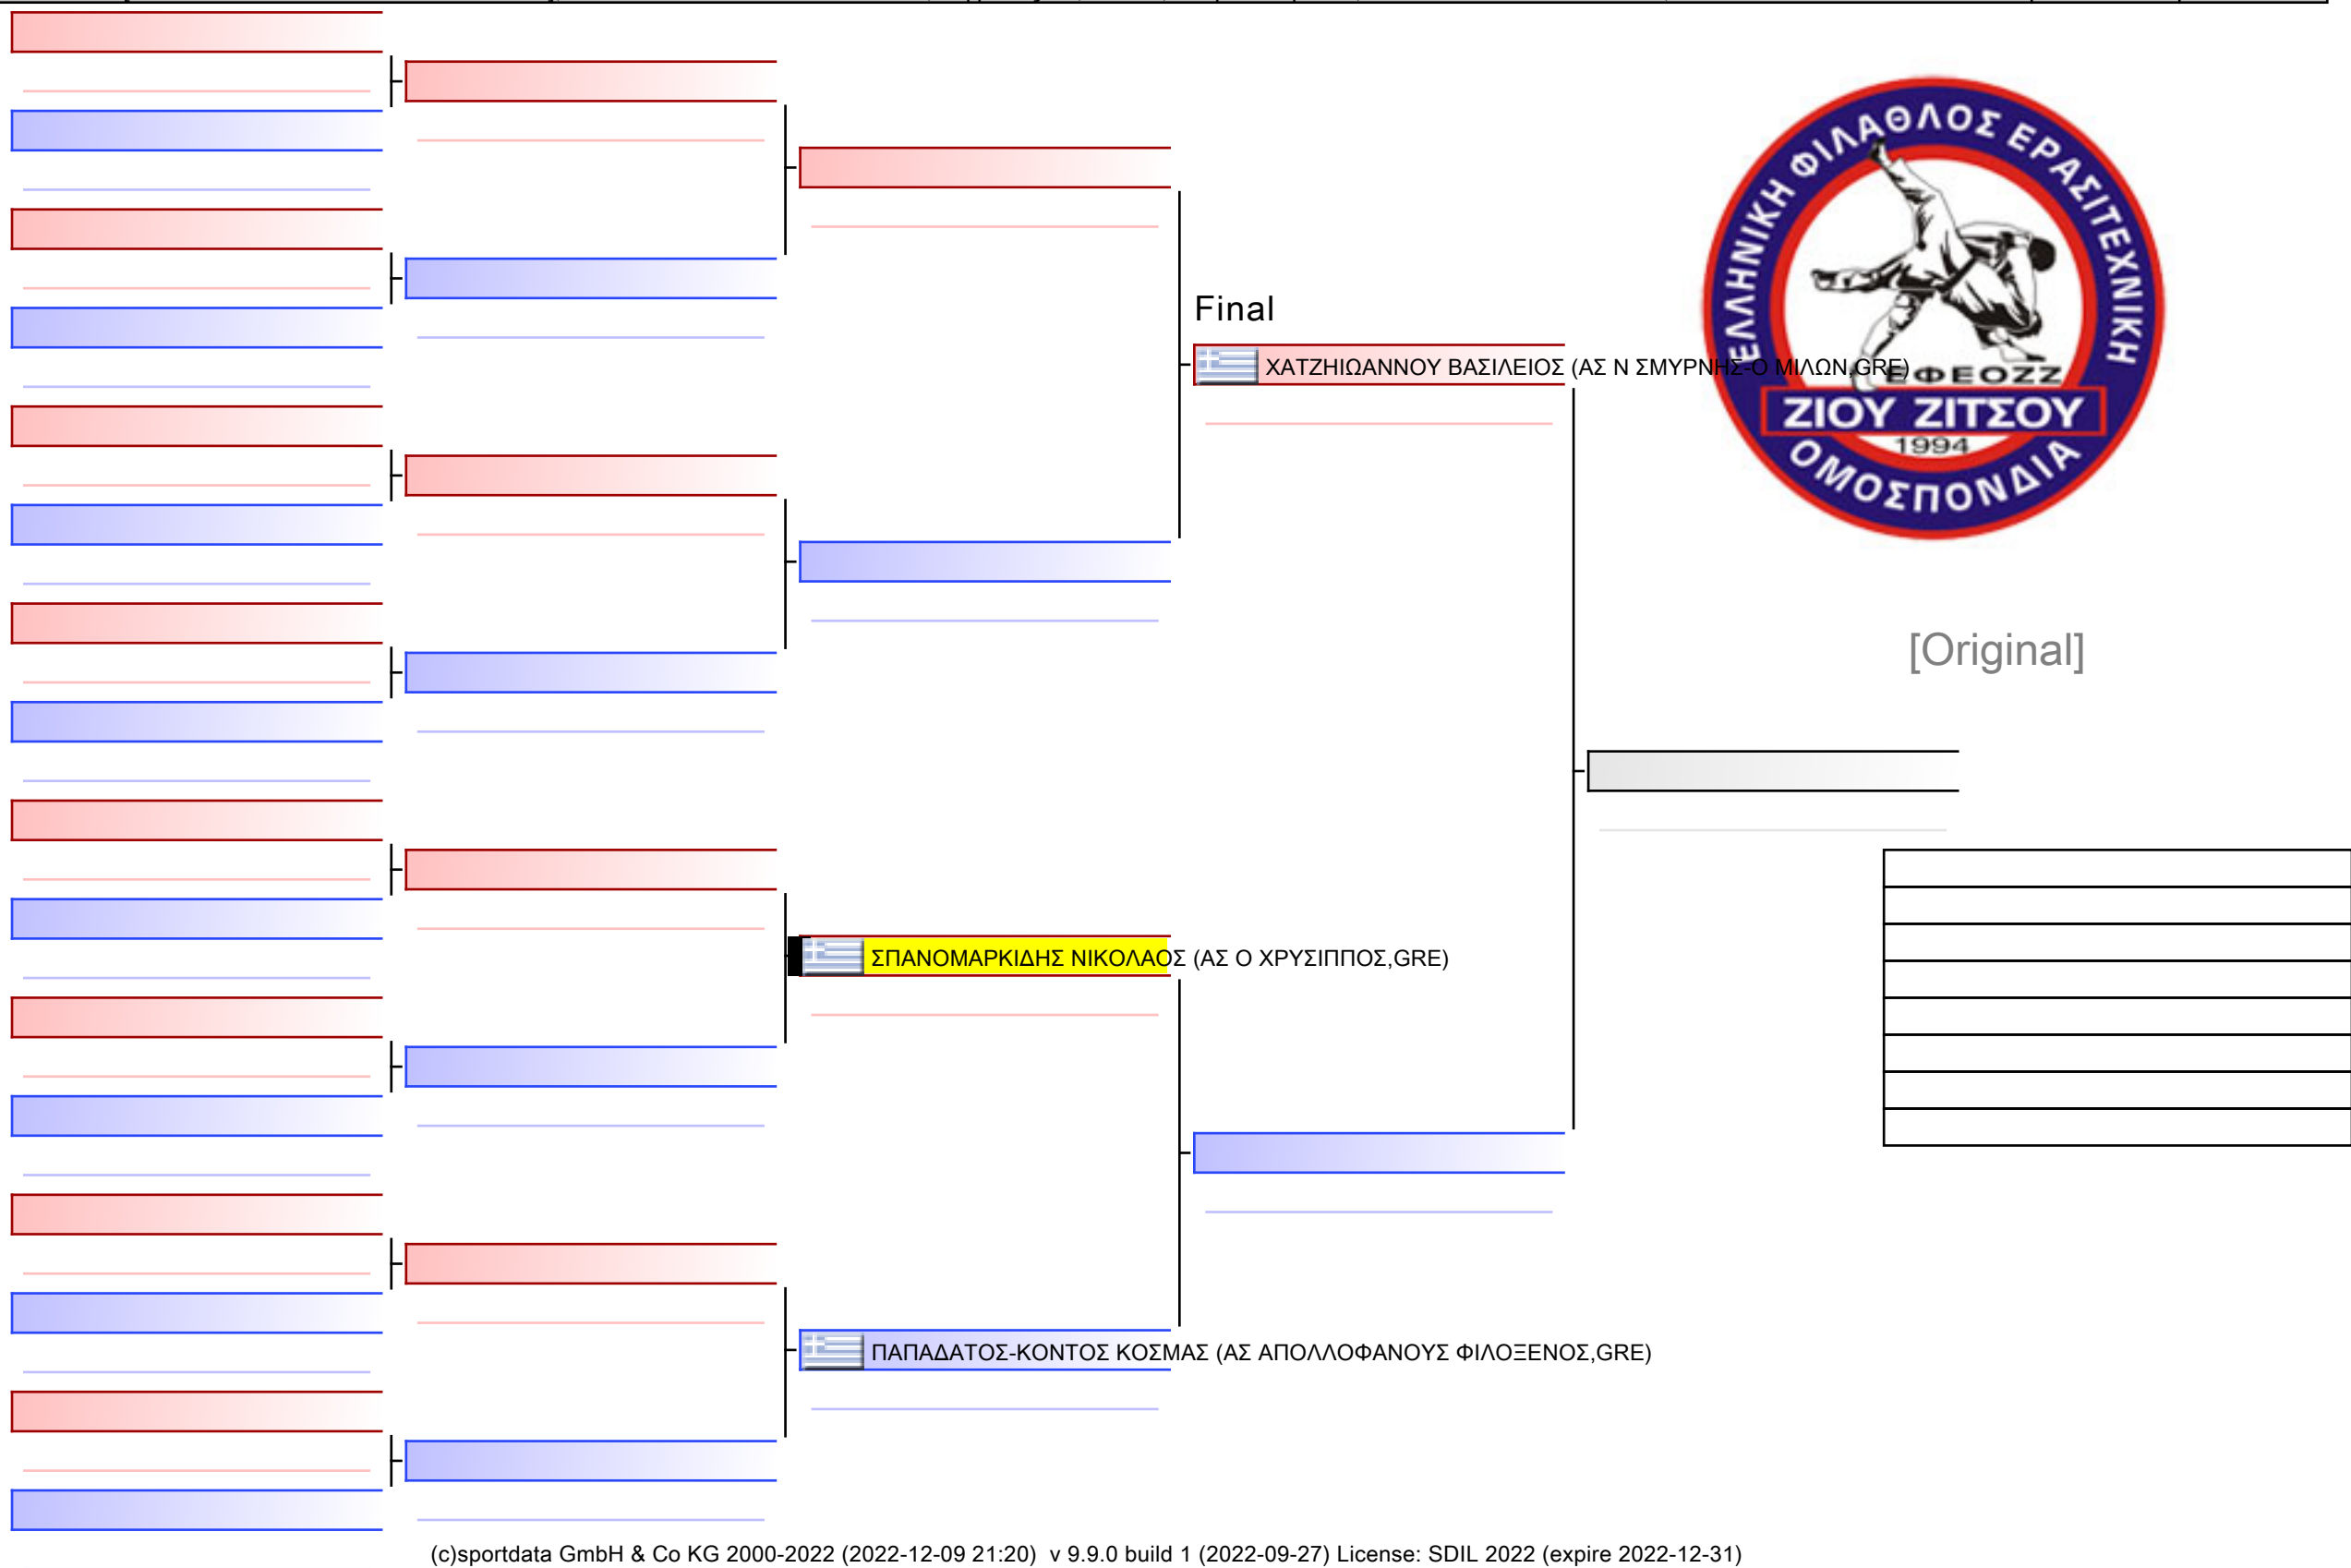 ΕΛΛΗΝΙΚΗ ΦΙΛΑΘΛΟΣ ΕΡΑΣΙΤΕΧΝΙΚΗ
Final
ΧΑΤΖΗΙΩΑΝΝΟΥ ΒΑΣΙΛΕΙΟΣ (ΑΣ Ν ΣΜΥΡΝΗΣ-Ο ΜΙΛΩΝ,GRE)
ΕΦΕΟΖΖ
ΖΙΟΥ ΖΙΤΣΟΥ
1994
ΟΜΟΣΠΟΝΔΙΑ
[Original]
ΣΠΑΝΟΜΑΡΚΙΔΗΣ ΝΙΚΟΛΑΟΣ (ΑΣ Ο ΧΡΥΣΙΠΠΟΣ,GRE)
ΠΑΠΑΔΑΤΟΣ-ΚΟΝΤΟΣ ΚΟΣΜΑΣ (ΑΣ ΑΠΟΛΛΟΦΑΝΟΥΣ ΦΙΛΟΞΕΝΟΣ,GRE)
(c)sportdata GmbH & Co KG 2000-2022 (2022-12-09 21:20) v 9.9.0 build 1 (2022-09-27) License: SDIL 2022 (expire 2022-12-31)